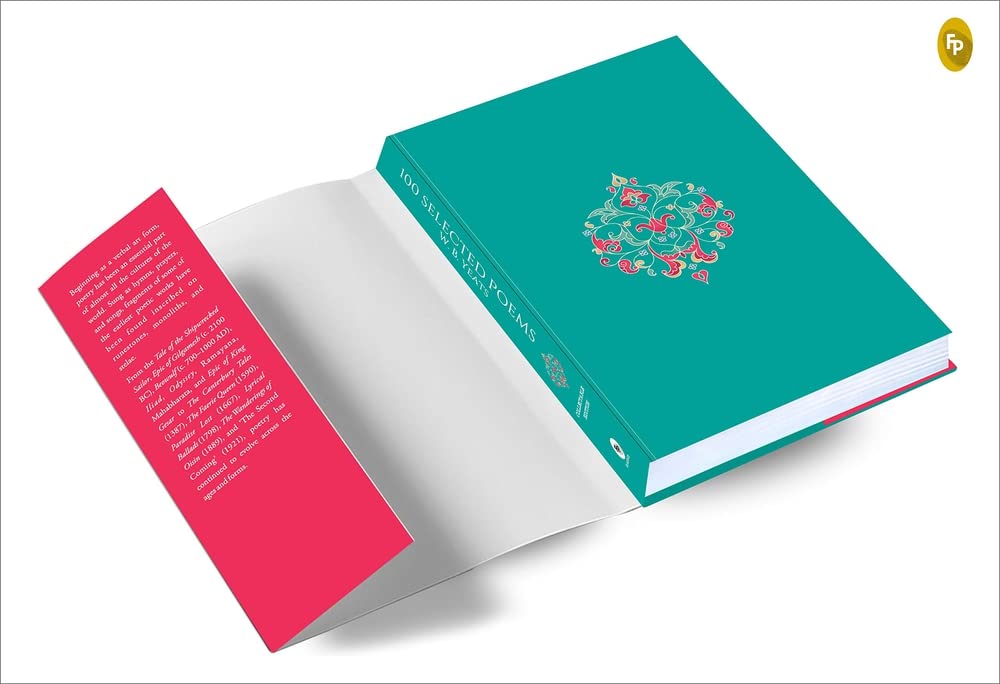 Beginning as a verbal art form,
poetry has been an essential part
of almost all the cultures of the
world. Sung as hymns, prayers,
and songs, fragments of some of
the earliest poetic works have
been found inscribed on
runestones, monoliths, and
stelae.
From the Tale of the Shipwrecked
Sailor, Epic of Gilgamesh (c. 2100
BC), Beowulf (c. 700–1000 AD),
Iliad, Odyssey, Ramayana,
Mahabharata, and Epic of King
Gesar to The Canterbury Tales
(1387), The Faerie Queen (1590),
Paradise Lost (1667), Lyrical
Ballads (1798), The Wanderings of
Oisin (1889), and 'The Second
Coming' (1921), poetry has
continued to evolve across the
ages and forms.
100 SELECTED POEMS
W. B. YEATS
COLLECTABLE
EDITION
FP